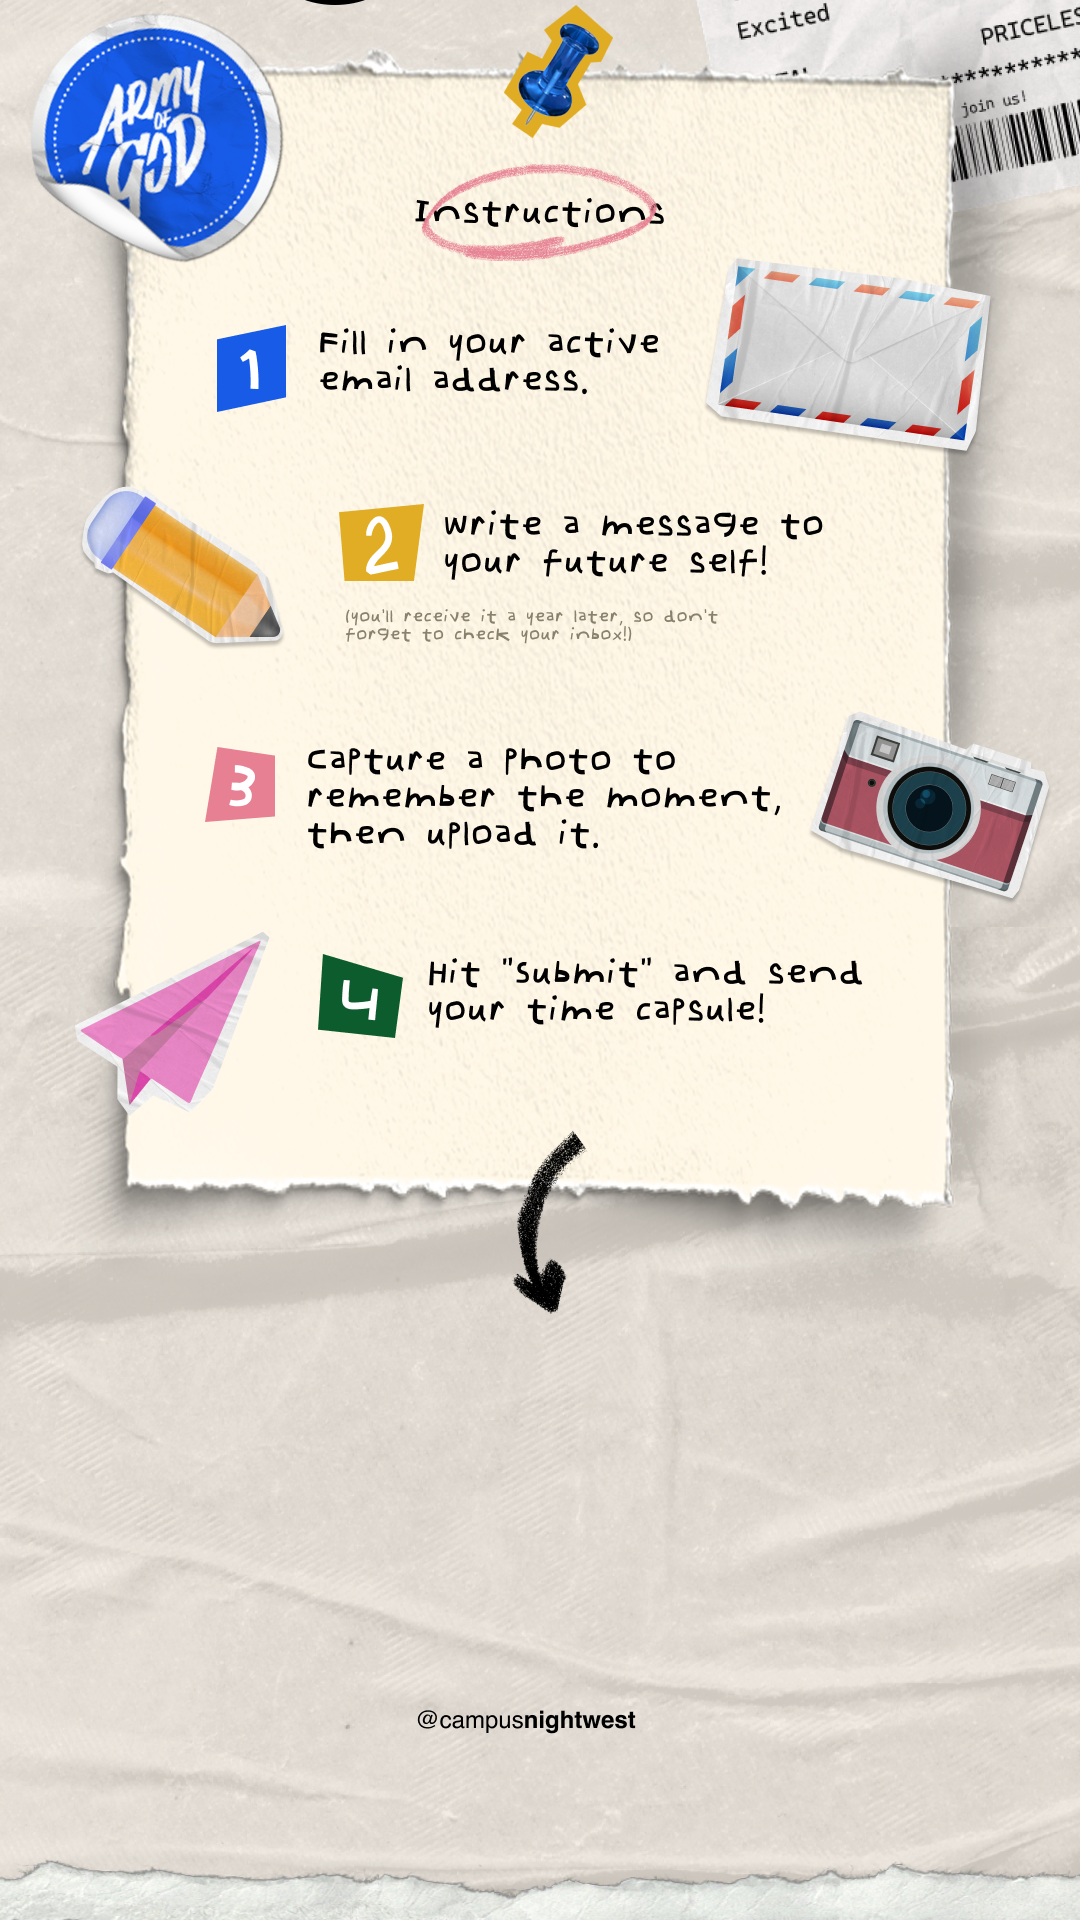 Excited
PRICELES
***********
join us!
ARMY
OF
GOD
Instructions
1
Fill in your active
email address.
2
Write a message to
your future self!
(you'll receive it a year later, so don't
forget to check your inbox!)
3
Capture a photo to
remember the moment,
then upload it.
4
Hit "Submit" and send
your time capsule!
@campusnightwest